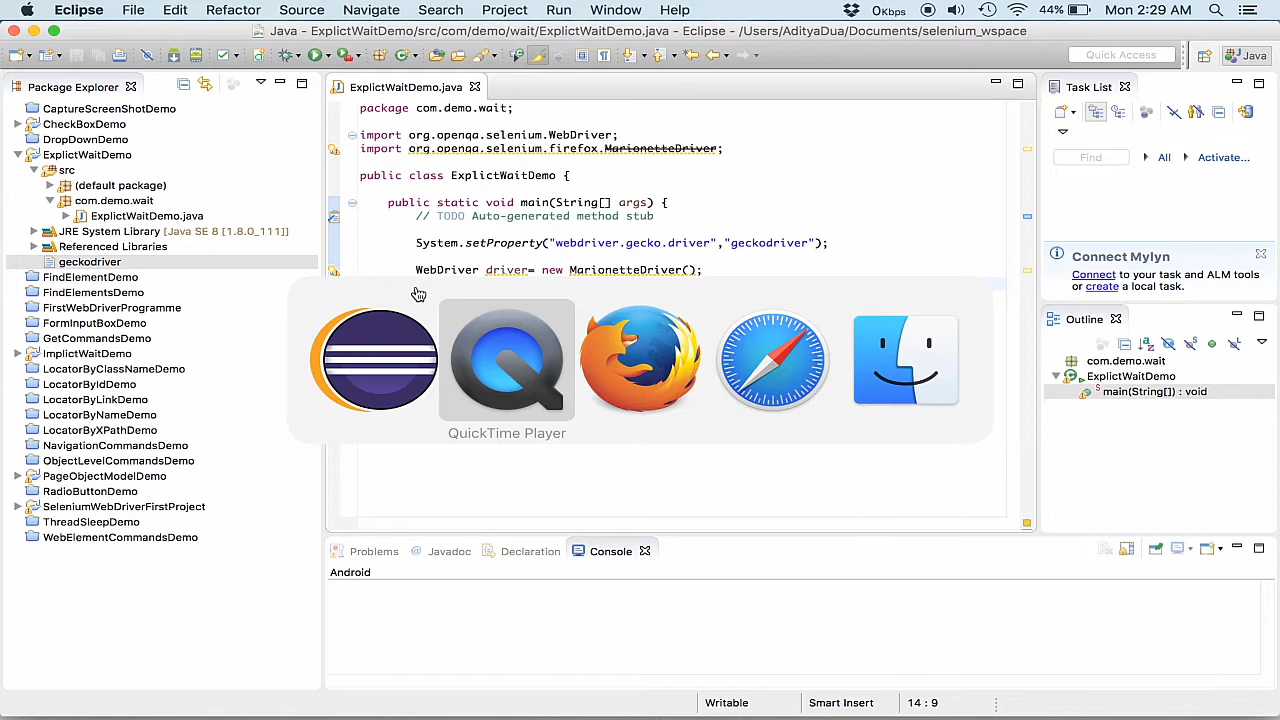 Eclipse File Edit Refactor Source Navigate Search Project Run Window Help 0Kbps 44% Mon 2:29 AM
Java - ExplictWaitDemo/src/com/demo/wait/ExplictWaitDemo.java - Eclipse - /Users/AdityaDua/Documents/selenium_wspace
Quick Access Java
Package Explorer
CaptureScreenShotDemo
CheckBoxDemo
DropDownDemo
ExplictWaitDemo
src
(default package)
com.demo.wait
ExplictWaitDemo.java
JRE System Library [Java SE 8 [1.8.0_111]]
Referenced Libraries
geckodriver
FindElementDemo
FindElementsDemo
FirstWebDriverProgramme
FormInputBoxDemo
GetCommandsDemo
ImplictWaitDemo
LocatorByClassNameDemo
LocatorByIdDemo
LocatorByLinkDemo
LocatorByNameDemo
LocatorByXPathDemo
NavigationCommandsDemo
ObjectLevelCommandsDemo
PageObjectModelDemo
RadioButtonDemo
SeleniumWebDriverFirstProject
ThreadSleepDemo
WebElementCommandsDemo
ExplictWaitDemo.java
package com.demo.wait;
import org.openqa.selenium.WebDriver;
import org.openqa.selenium.firefox.MarionetteDriver;
public class ExplictWaitDemo {
public static void main(String[] args) {
// TODO Auto-generated method stub
System.setProperty("webdriver.gecko.driver","geckodriver");
WebDriver driver= new MarionetteDriver();
QuickTime Player
Task List
Find All Activate...
Connect Mylyn
Connect to your task and ALM tools
or create a local task.
Outline
com.demo.wait
ExplictWaitDemo
main(String[]) : void
Problems Javadoc Declaration Console
Android
Writable Smart Insert 14 : 9